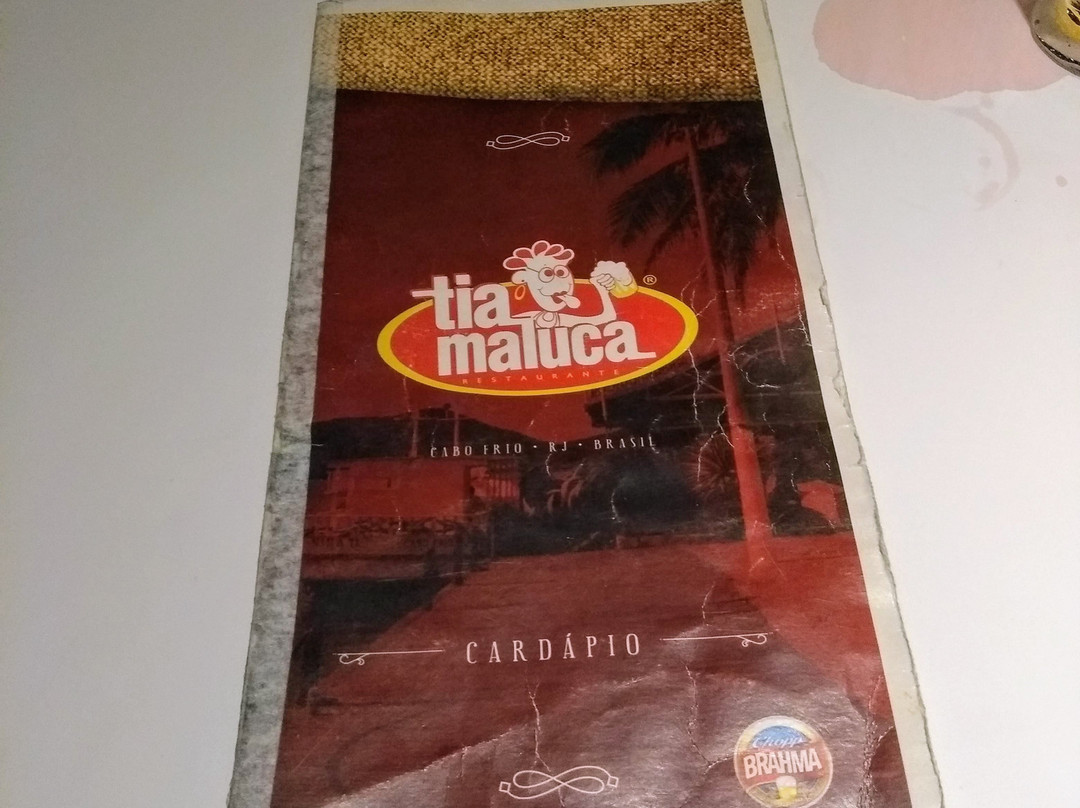 tia
maluca
®
RESTAURANTE
CABO FRIO • RJ • BRASIL
CARDÁPIO
Chopp
BRAHMA